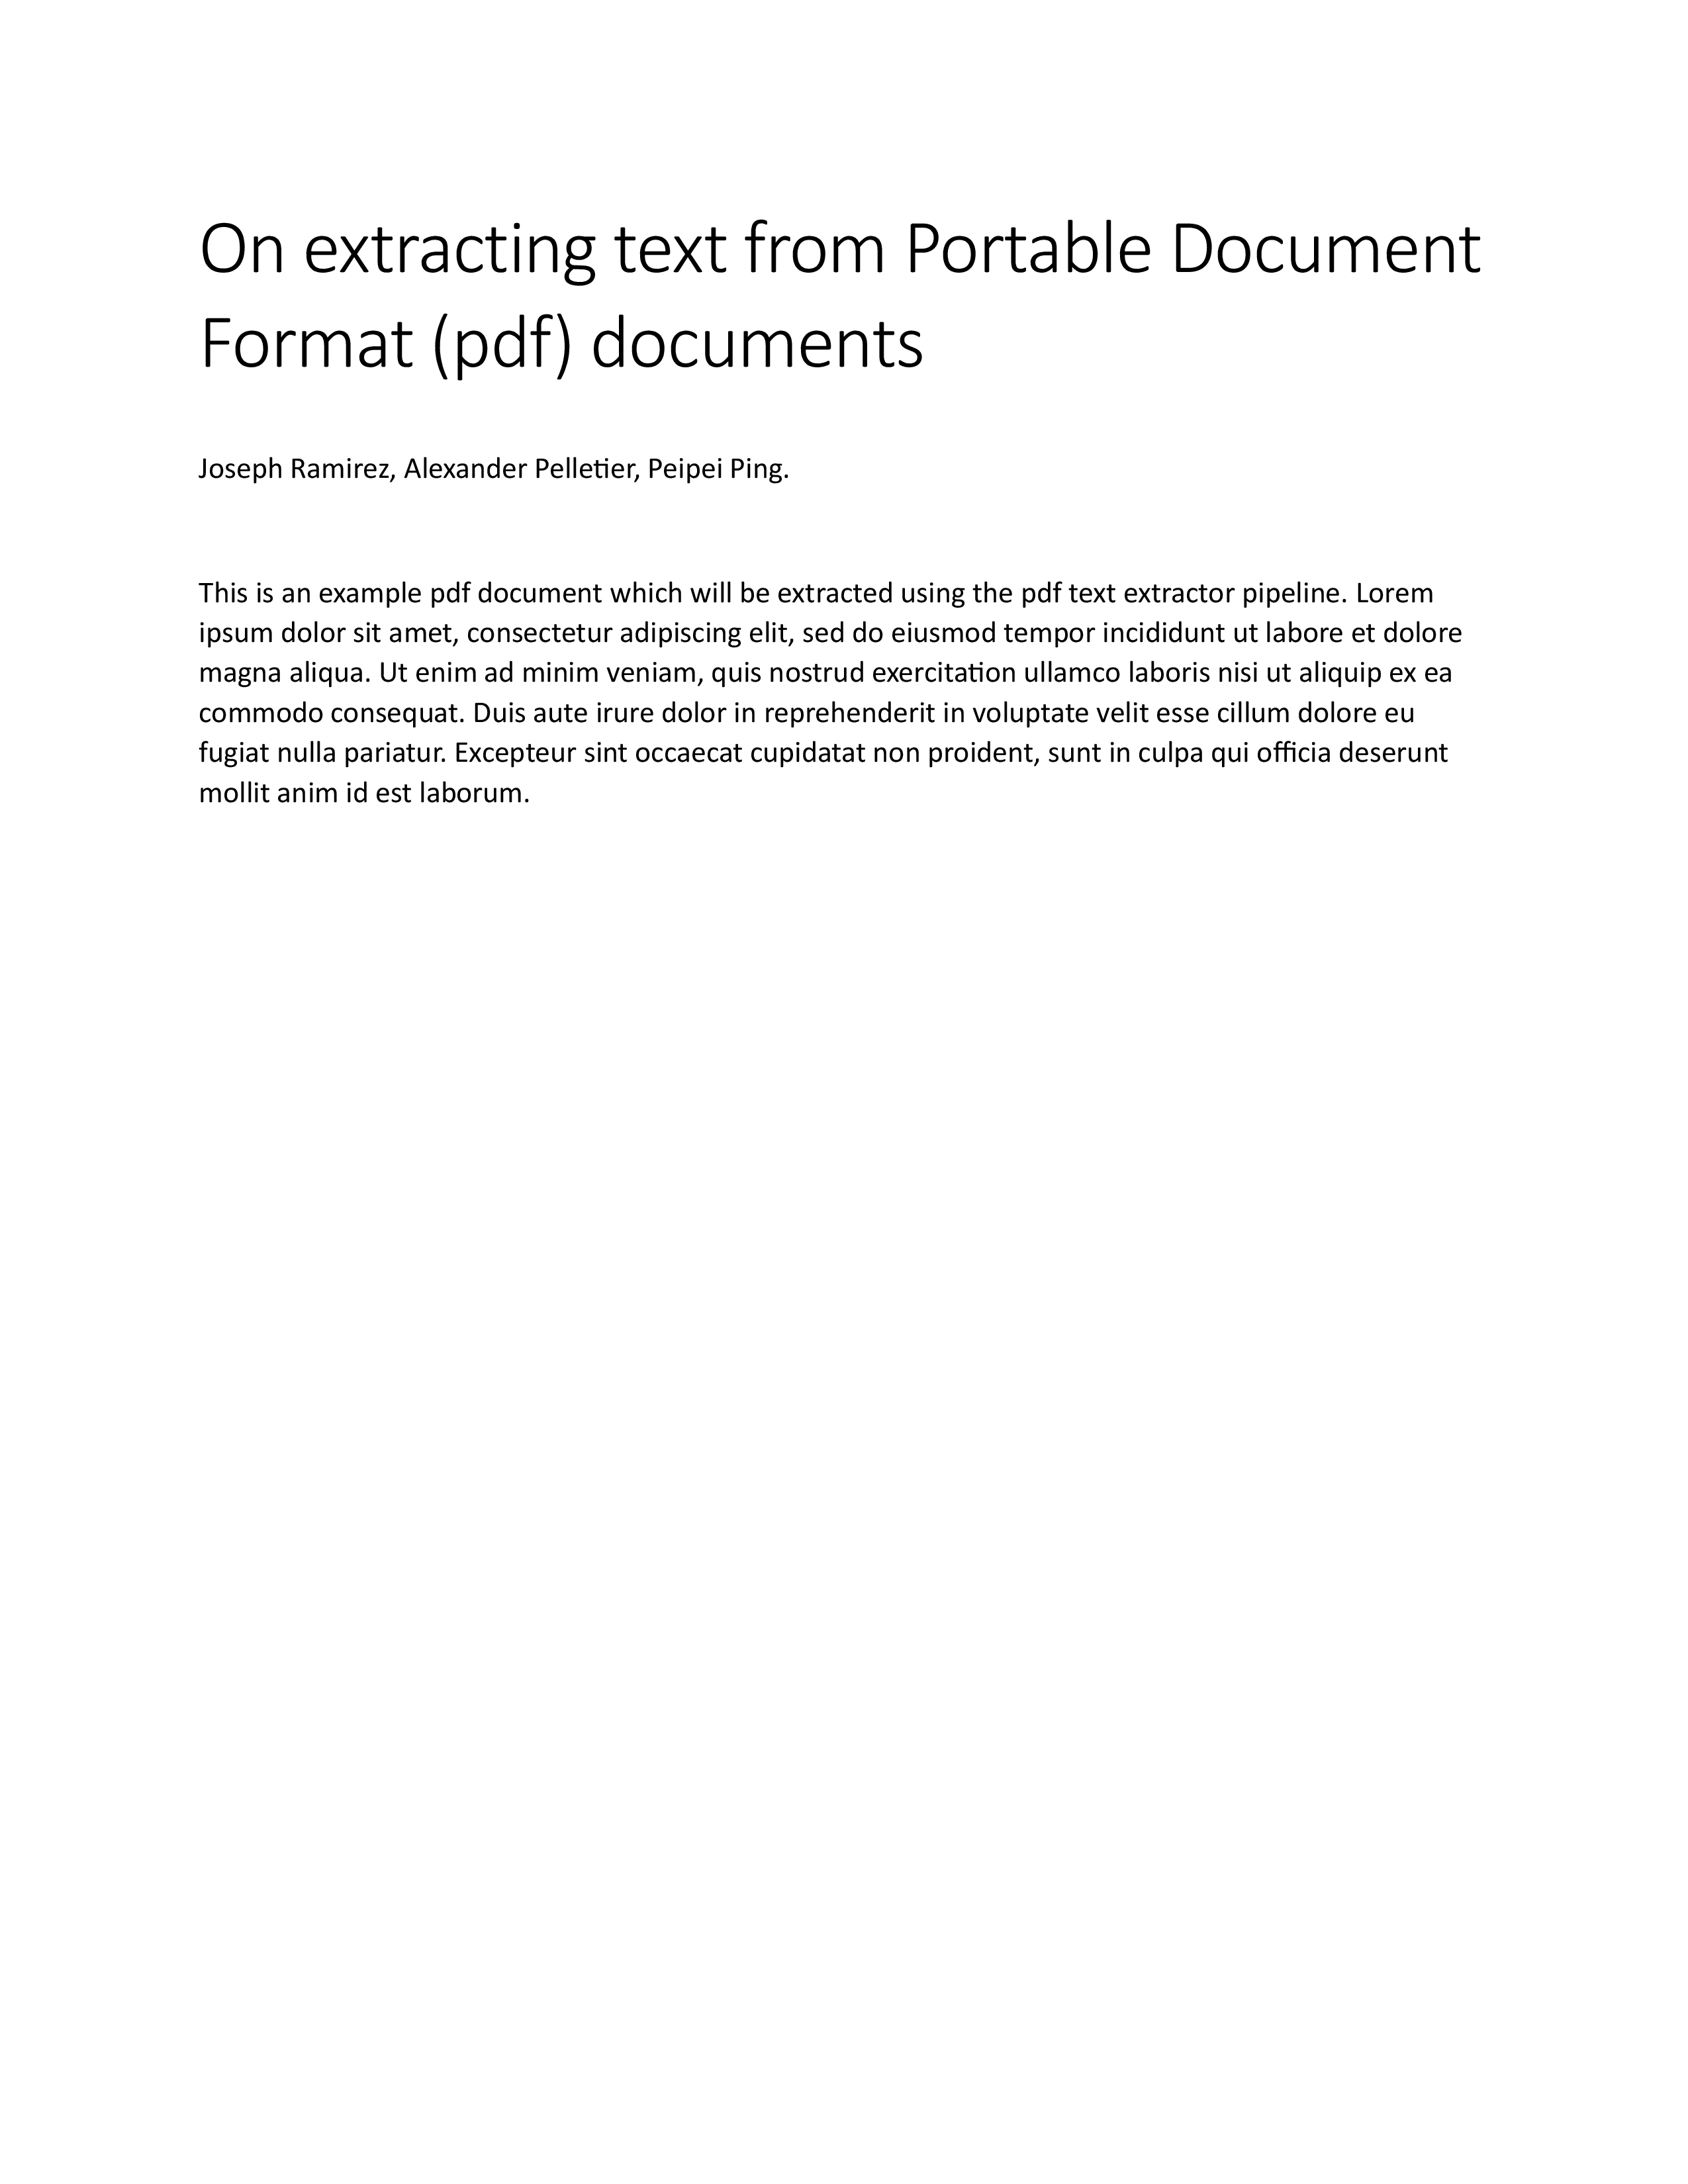 On extracting text from Portable Document
Format (pdf) documents
Joseph Ramirez, Alexander Pelletier, Peipei Ping.
This is an example pdf document which will be extracted using the pdf text extractor pipeline. Lorem
ipsum dolor sit amet, consectetur adipiscing elit, sed do eiusmod tempor incididunt ut labore et dolore
magna aliqua. Ut enim ad minim veniam, quis nostrud exercitation ullamco laboris nisi ut aliquip ex ea
commodo consequat. Duis aute irure dolor in reprehenderit in voluptate velit esse cillum dolore eu
fugiat nulla pariatur. Excepteur sint occaecat cupidatat non proident, sunt in culpa qui officia deserunt
mollit anim id est laborum.